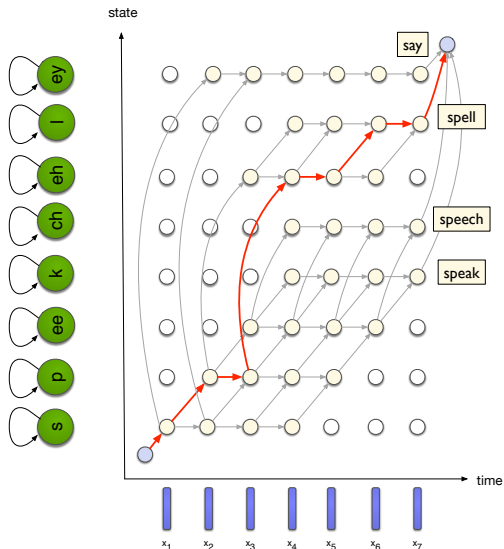 state
say
ey
l
spell
eh
ch
speech
k
speak
ee
p
s
time
x1 x2 x3 x4 x5 x6 x7